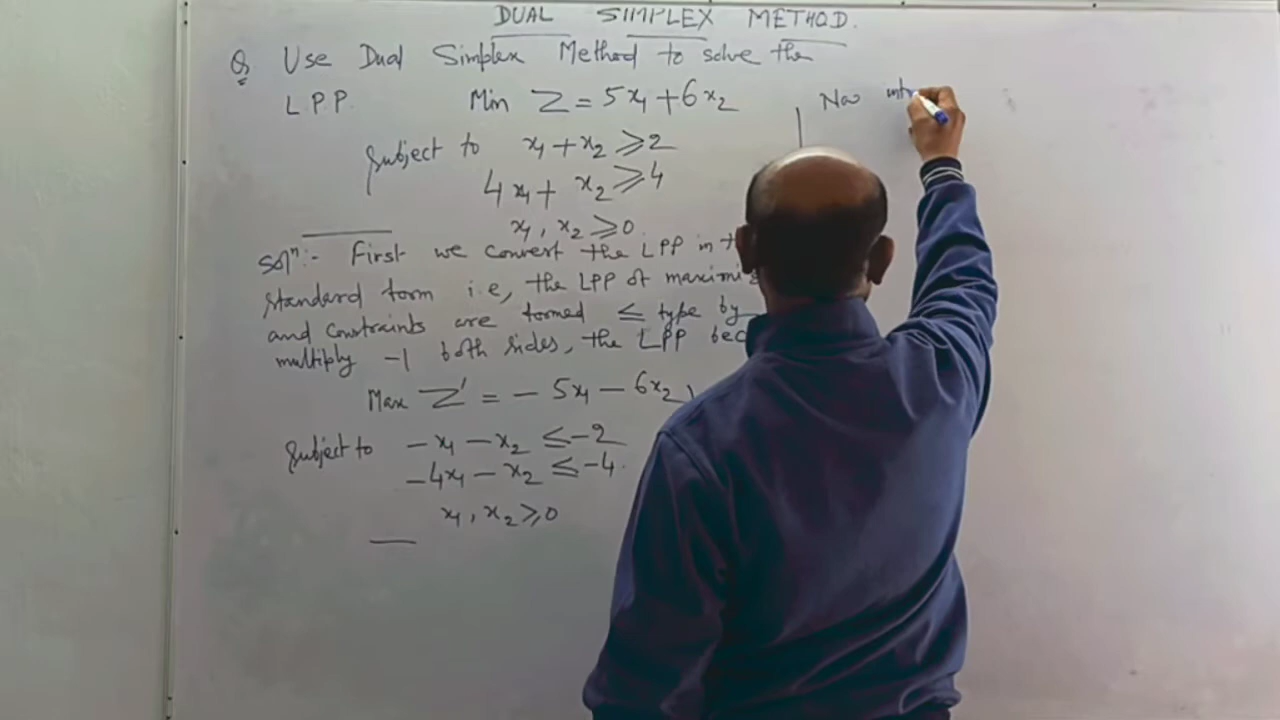 DUAL SIMPLEX METHOD.
Q Use Dual Simplex Method to solve the
LPP. Min Z = 5x₁ + 6x₂
Subject to x₁ + x₂ ⩾ 2
4x₁ + x₂ ⩾ 4
x₁, x₂ ⩾ 0.
Solⁿ:- First we convert the LPP in
standard form i.e, the LPP of maximi
and constraints are formed ≤ type by
multiply -1 both sides, the LPP bec
Max Z' = - 5x₁ - 6x₂
Subject to -x₁ - x₂ ≤ -2
-4x₁ - x₂ ≤ -4.
x₁, x₂ ⩾ 0
Now intr